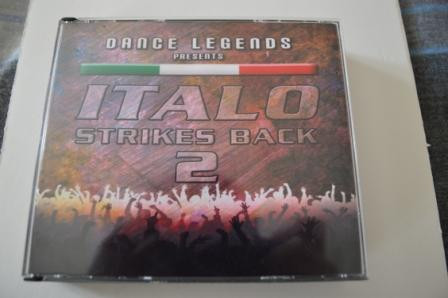 DANCE LEGENDS
PRESENTS
ITALO
STRIKES BACK
2